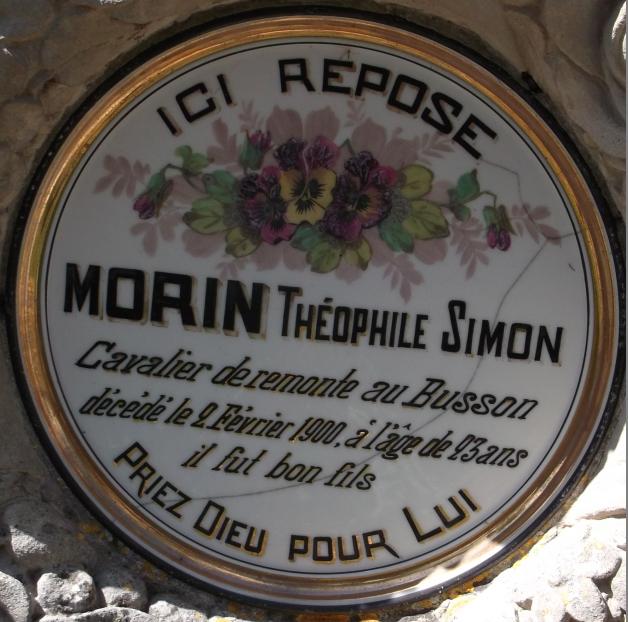 ICI REPOSE
MORIN THÉOPHILE SIMON
Cavalier de remonte au Busson
décédé le 2 Février 1900, à l'âge de 23 ans
il fut bon fils
PRIEZ DIEU POUR LUI